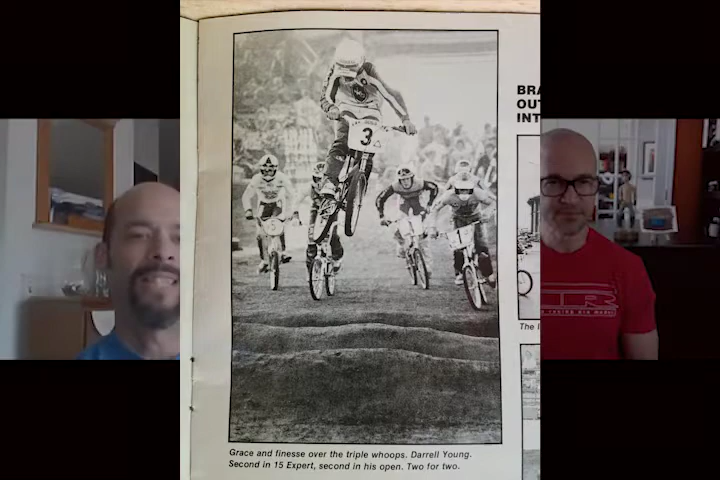 BRA
OUT
INT
3
1
Grace and finesse over the triple whoops. Darrell Young.
Second in 15 Expert, second in his open. Two for two.
The